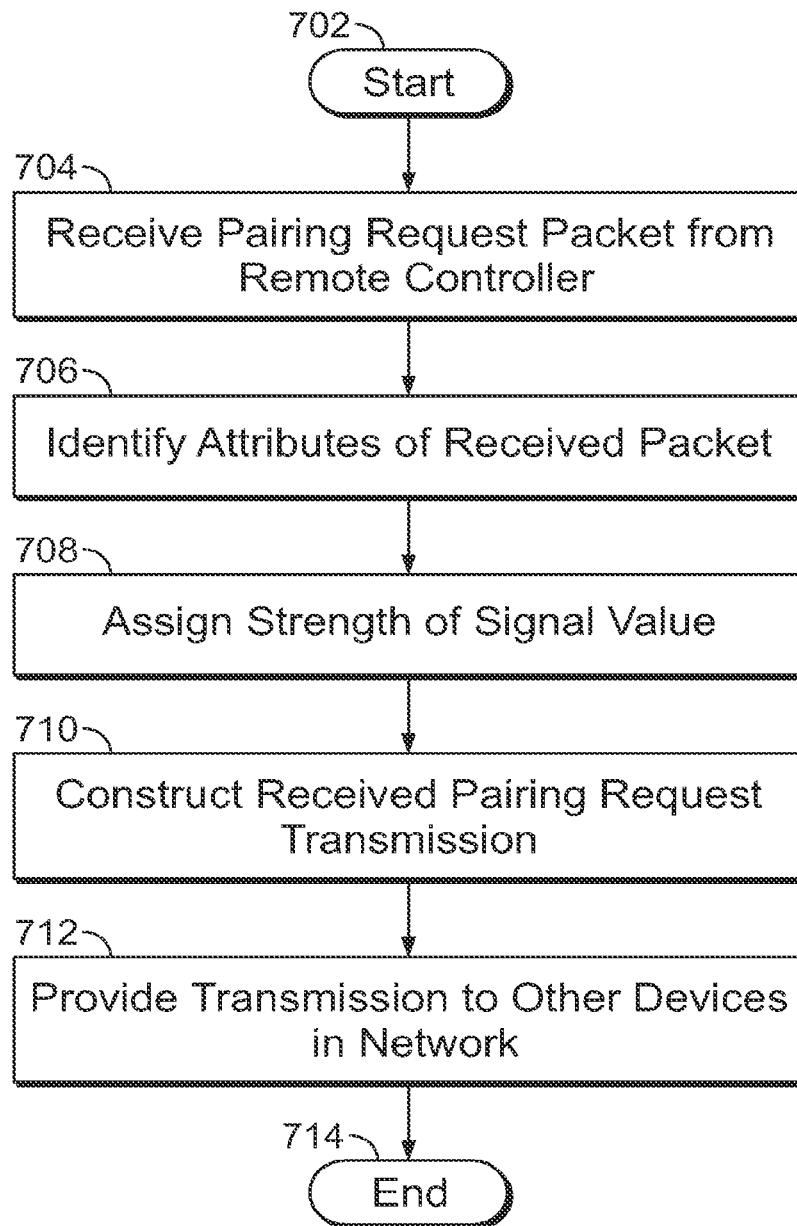 702
Start
704
Receive Pairing Request Packet from
Remote Controller
706
Identify Attributes of Received Packet
708
Assign Strength of Signal Value
710
Construct Received Pairing Request
Transmission
712
Provide Transmission to Other Devices
in Network
714
End